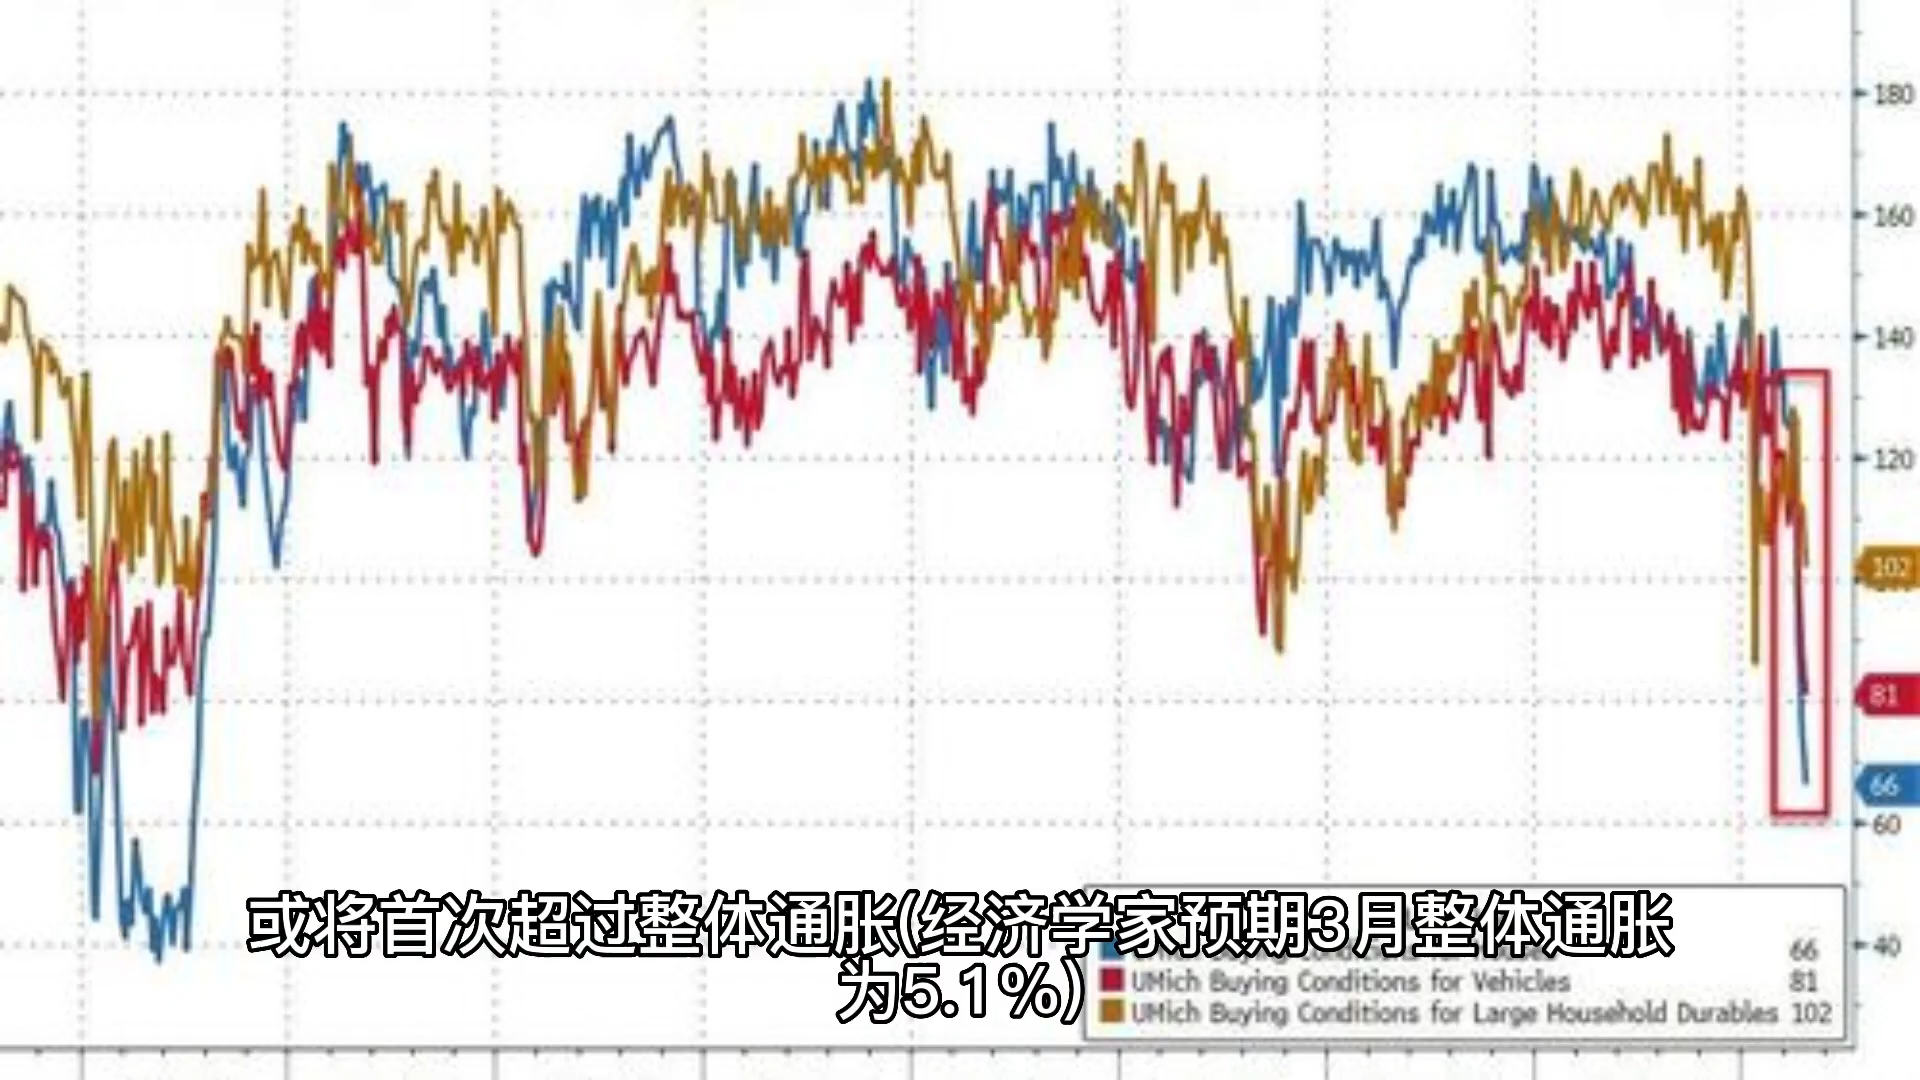 180
160
140
120
102
81
66
60
40
或将首次超过整体通胀(经济学家预期3月整体通胀
为5.1%)
66
UMich Buying Conditions for Vehicles 81
UMich Buying Conditions for Large Household Durables 102